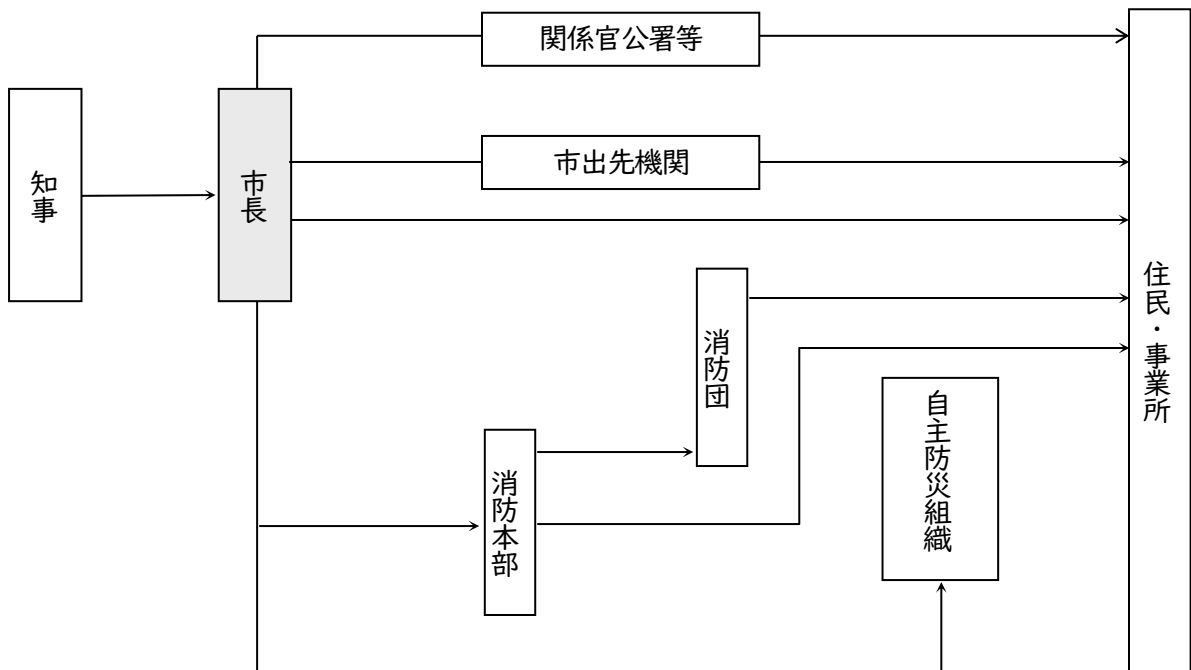 関係官公署等
知事
市長
市出先機関
住民・事業所
消防団
自主防災組織
消防本部